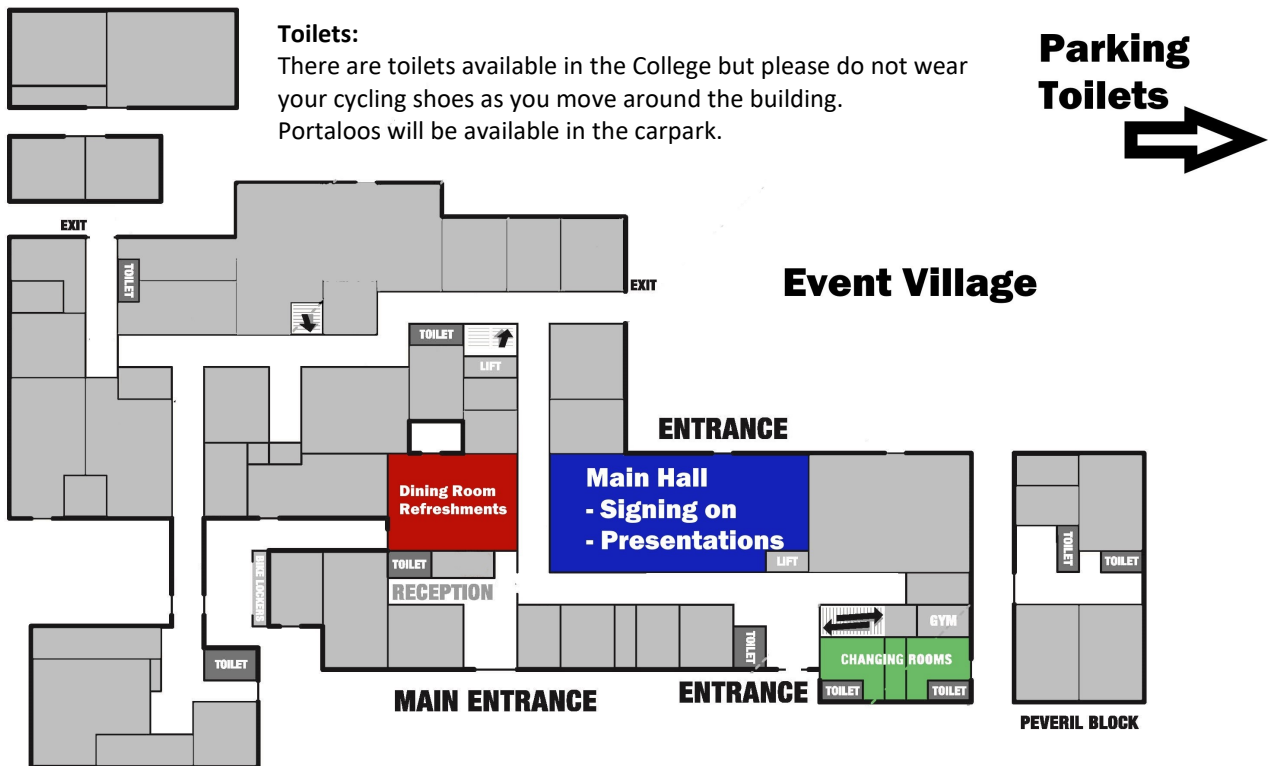 Toilets:
There are toilets available in the College but please do not wear
your cycling shoes as you move around the building.
Portaloos will be available in the carpark.
Parking
Toilets
EXIT
TOILET
EXIT
Event Village
TOILET
LIFT
ENTRANCE
Dining Room
Refreshments
Main Hall
- Signing on
- Presentations
LIFT
TOILET
TOILET
BIKE LOCKERS
TOILET
RECEPTION
GYM
TOILET
TOILET
CHANGING ROOMS
TOILET
TOILET
MAIN ENTRANCE
ENTRANCE
PEVERIL BLOCK